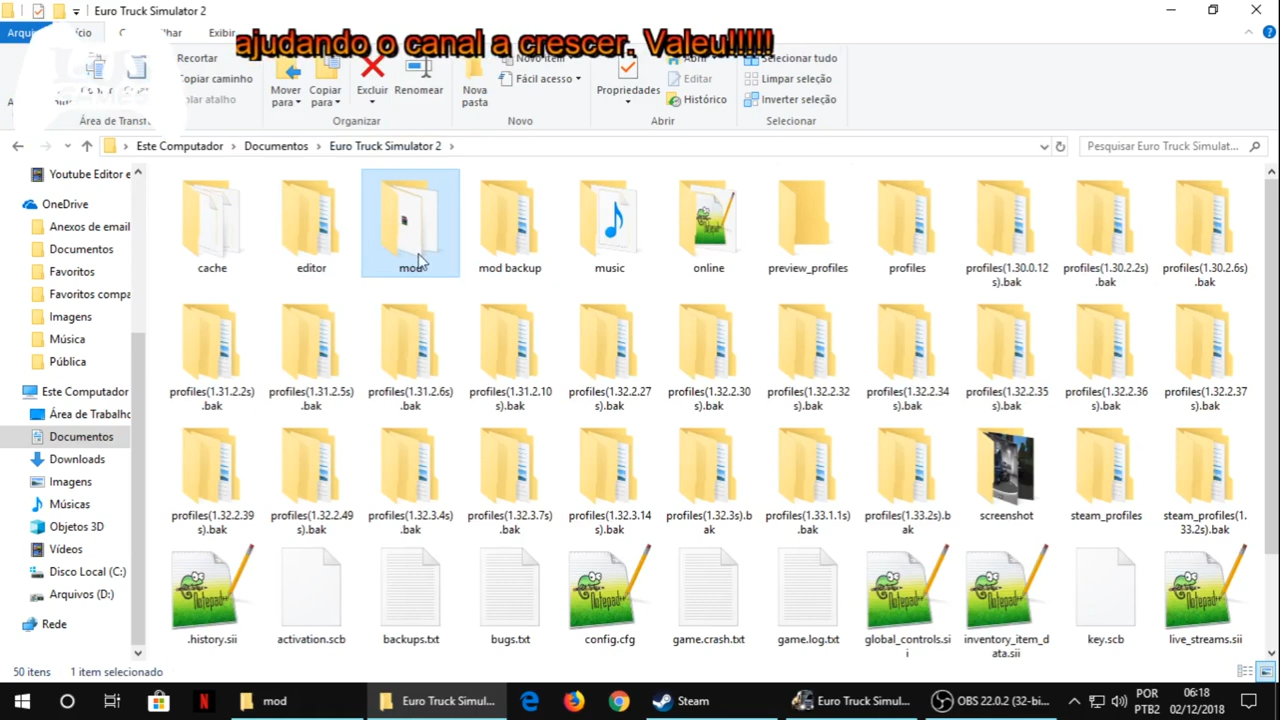 Euro Truck Simulator 2
Exibir
ajudando o canal a crescer. Valeu!!!!!
Recortar
Copiar caminho
Mover para
Copiar para
Excluir
Renomear
Organizar
Nova pasta
Fácil acesso
Novo
Propriedades
Abrir
Editar
Histórico
Abrir
Selecionar tudo
Limpar seleção
Inverter seleção
Selecionar
Este Computador > Documentos > Euro Truck Simulator 2 >
Pesquisar Euro Truck Simulat...
Youtube Editor e
OneDrive
Anexos de email
Documentos
Favoritos
Favoritos compa
Imagens
Música
Pública
Este Computador
Área de Trabalho
Documentos
Downloads
Imagens
Músicas
Objetos 3D
Vídeos
Disco Local (C:)
Arquivos (D:)
Rede
cache
editor
mod
mod backup
music
online
preview_profiles
profiles
profiles(1.30.0.12s).bak
profiles(1.30.2.2s).bak
profiles(1.30.2.6s).bak
profiles(1.31.2.2s).bak
profiles(1.31.2.5s).bak
profiles(1.31.2.6s).bak
profiles(1.31.2.10s).bak
profiles(1.32.2.27s).bak
profiles(1.32.2.30s).bak
profiles(1.32.2.32s).bak
profiles(1.32.2.34s).bak
profiles(1.32.2.35s).bak
profiles(1.32.2.36s).bak
profiles(1.32.2.37s).bak
profiles(1.32.2.39s).bak
profiles(1.32.2.49s).bak
profiles(1.32.3.4s).bak
profiles(1.32.3.7s).bak
profiles(1.32.3.14s).bak
profiles(1.32.3s).bak
profiles(1.33.1.1s).bak
profiles(1.33.2s).bak
screenshot
steam_profiles
steam_profiles(1.33.2s).bak
.history.sii
activation.scb
backups.txt
bugs.txt
config.cfg
game.crash.txt
game.log.txt
global_controls.sii
inventory_item_data.sii
key.scb
live_streams.sii
50 itens
1 item selecionado
mod
Euro Truck Simul...
Steam
Euro Truck Simul...
OBS 22.0.2 (32-bi...
POR
PTB2
06:18
02/12/2018